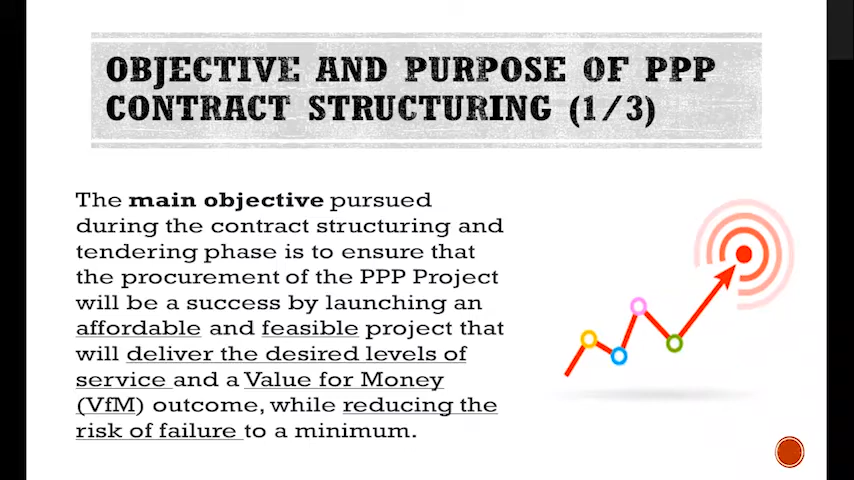 OBJECTIVE AND PURPOSE OF PPP
CONTRACT STRUCTURING (1/3)
The main objective pursued
during the contract structuring and
tendering phase is to ensure that
the procurement of the PPP Project
will be a success by launching an
affordable and feasible project that
will deliver the desired levels of
service and a Value for Money
(VfM) outcome, while reducing the
risk of failure to a minimum.